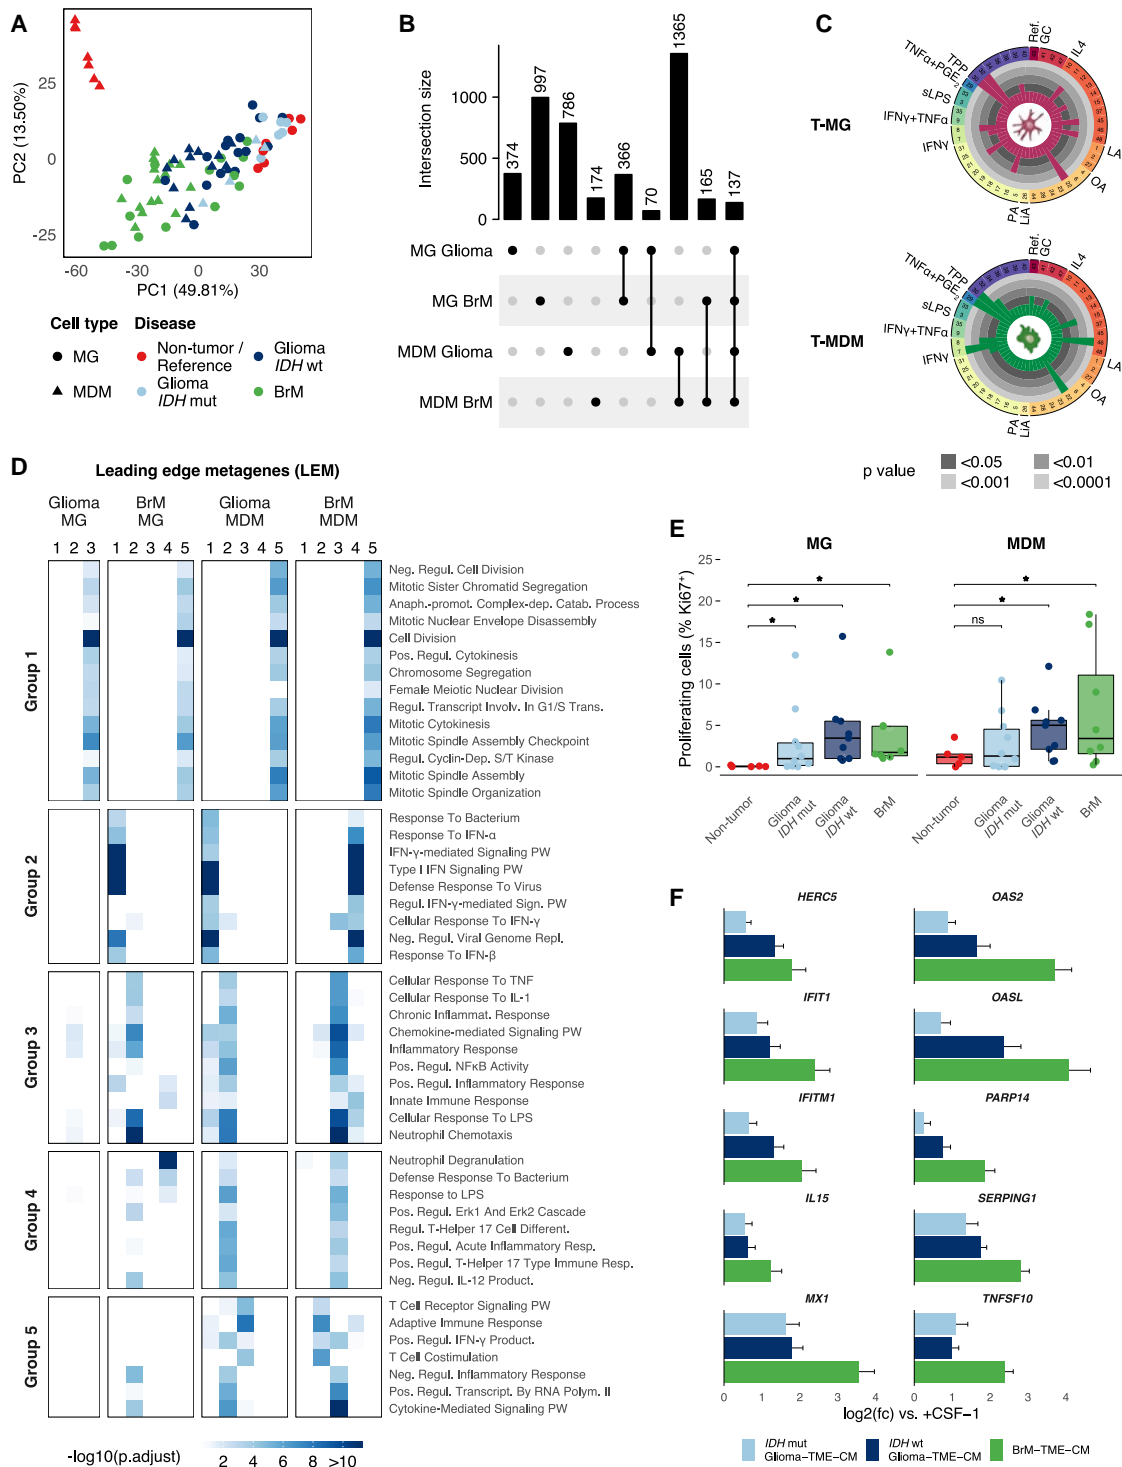 A
25
0
-25
PC2 (13.50%)
-60
-30
0
30
PC1 (49.81%)
Cell type
Disease
MG
MDM
Non-tumor /
Reference
Glioma
IDH mut
Glioma
IDH wt
BrM
B
Intersection size
1000
500
0
374
997
786
174
366
70
1365
165
137
MG Glioma
MG BrM
MDM Glioma
MDM BrM
C
T-MG
Ref.
GC
IL4
LA
OA
LiA
PA
IFNγ
IFNγ+TNFα
sLPS
TNFα+PGE2
TPP
T-MDM
Ref.
GC
IL4
LA
OA
LiA
PA
IFNγ
IFNγ+TNFα
sLPS
TNFα+PGE2
TPP
p value
<0.05
<0.01
<0.001
<0.0001
D
Leading edge metagenes (LEM)
Glioma
MG
BrM
MG
Glioma
MDM
BrM
MDM
1 2 3
1 2 3 4 5
1 2 3 4 5
1 2 3 4 5
Group 1
Neg. Regul. Cell Division
Mitotic Sister Chromatid Segregation
Anaph.-promot. Complex-dep. Catab. Process
Mitotic Nuclear Envelope Disassembly
Cell Division
Pos. Regul. Cytokinesis
Chromosome Segregation
Female Meiotic Nuclear Division
Regul. Transcript Involv. In G1/S Trans.
Mitotic Cytokinesis
Mitotic Spindle Assembly Checkpoint
Regul. Cyclin-Dep. S/T Kinase
Mitotic Spindle Assembly
Mitotic Spindle Organization
Group 2
Response To Bacterium
Response To IFN-α
IFN-γ-mediated Signaling PW
Type I IFN Signaling PW
Defense Response To Virus
Regul. IFN-γ-mediated Sign. PW
Cellular Response To IFN-γ
Neg. Regul. Viral Genome Repl.
Response To IFN-β
Group 3
Cellular Response To TNF
Cellular Response To IL-1
Chronic Inflammat. Response
Chemokine-mediated Signaling PW
Inflammatory Response
Pos. Regul. NFκB Activity
Pos. Regul. Inflammatory Response
Innate Immune Response
Cellular Response To LPS
Neutrophil Chemotaxis
Group 4
Neutrophil Degranulation
Defense Response To Bacterium
Response to LPS
Pos. Regul. Erk1 And Erk2 Cascade
Regul. T-Helper 17 Cell Different.
Pos. Regul. Acute Inflammatory Resp.
Pos. Regul. T-Helper 17 Type Immune Resp.
Neg. Regul. IL-12 Product.
Group 5
T Cell Receptor Signaling PW
Adaptive Immune Response
Pos. Regul. IFN-γ Product.
T Cell Costimulation
Neg. Regul. Inflammatory Response
Pos. Regul. Transcript. By RNA Polym. II
Cytokine-Mediated Signaling PW
-log10(p.adjust)
2 4 6 8 >10
E
MG
MDM
Proliferating cells (% Ki67+)
25
20
15
10
5
0
*
*
*
*
*
ns
Non-tumor
Glioma
IDH mut
Glioma
IDH wt
BrM
Non-tumor
Glioma
IDH mut
Glioma
IDH wt
BrM
F
HERC5
OAS2
IFIT1
OASL
IFITM1
PARP14
IL15
SERPING1
MX1
TNFSF10
0 1 2 3 4
0 1 2 3 4
log2(fc) vs. +CSF-1
IDH mut
Glioma-TME-CM
IDH wt
Glioma-TME-CM
BrM-TME-CM